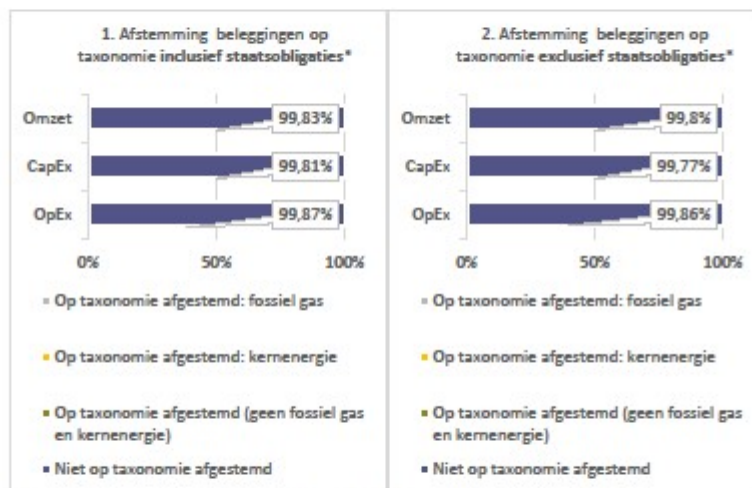 1. Afstemming beleggingen op
taxonomie inclusief staatsobligaties*
Omzet
99,83%
CapEx
99,81%
OpEx
99,87%
0%
50%
100%
Op taxonomie afgestemd: fossiel gas
Op taxonomie afgestemd: kernenergie
Op taxonomie afgestemd (geen fossiel gas
en kernenergie)
Niet op taxonomie afgestemd
2. Afstemming beleggingen op
taxonomie exclusief staatsobligaties*
Omzet
99,8%
CapEx
99,77%
OpEx
99,86%
0%
50%
100%
Op taxonomie afgestemd: fossiel gas
Op taxonomie afgestemd: kernenergie
Op taxonomie afgestemd (geen fossiel gas
en kernenergie)
Niet op taxonomie afgestemd